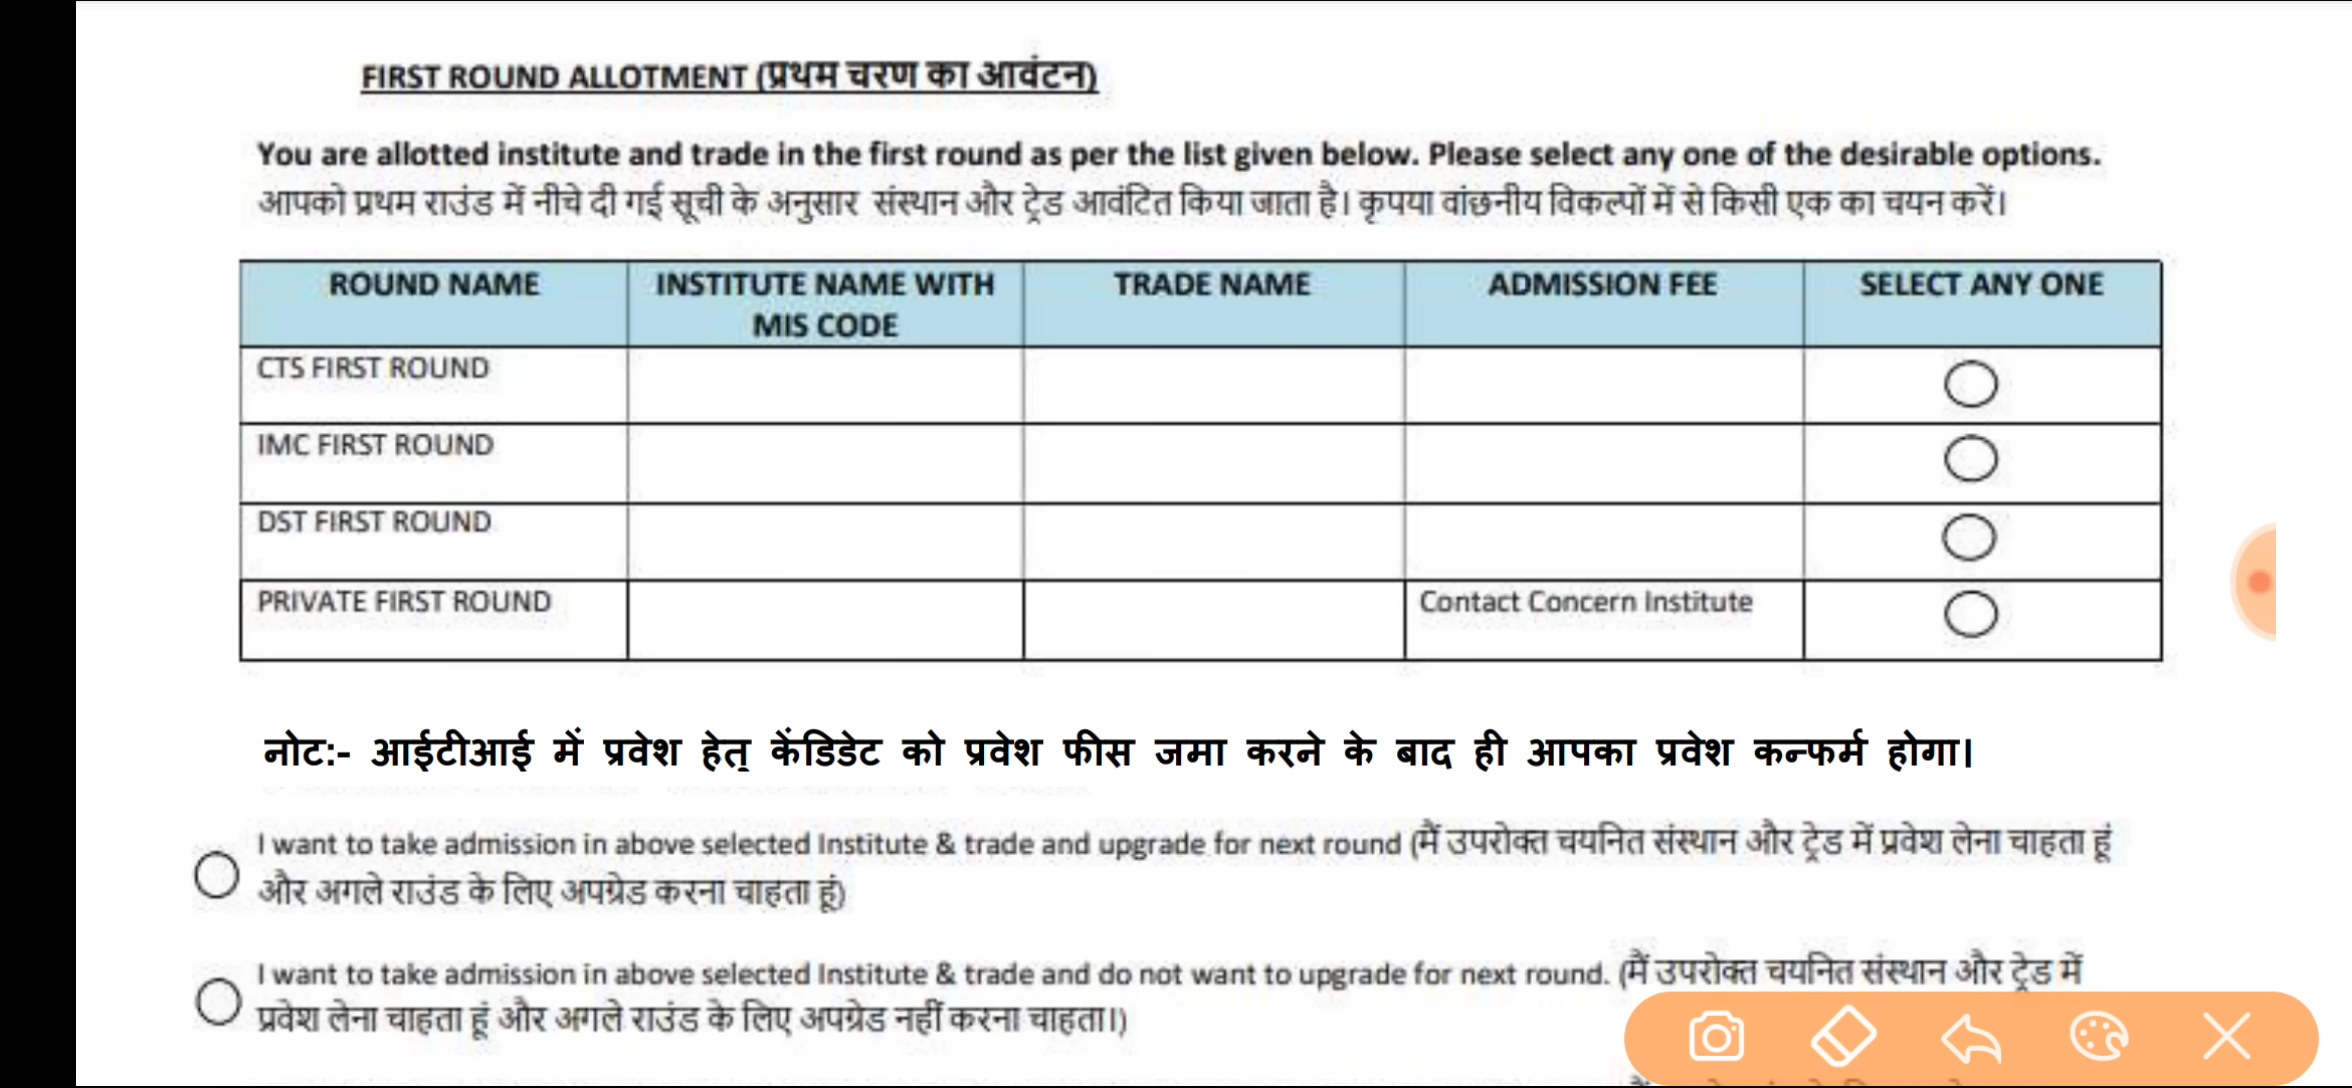 FIRST ROUND ALLOTMENT (प्रथम चरण का आवंटन)
You are allotted institute and trade in the first round as per the list given below. Please select any one of the desirable options.
आपको प्रथम राउंड में नीचे दी गई सूची के अनुसार संस्थान और ट्रेड आवंटित किया जाता है। कृपया वांछनीय विकल्पों में से किसी एक का चयन करें।
ROUND NAME INSTITUTE NAME WITH TRADE NAME ADMISSION FEE SELECT ANY ONE
MIS CODE
CTS FIRST ROUND
IMC FIRST ROUND
DST FIRST ROUND
PRIVATE FIRST ROUND Contact Concern Institute
नोट:- आईटीआई में प्रवेश हेतु केंडिडेट को प्रवेश फीस जमा करने के बाद ही आपका प्रवेश कन्फर्म होगा।
I want to take admission in above selected Institute & trade and upgrade for next round (मैं उपरोक्त चयनित संस्थान और ट्रेड में प्रवेश लेना चाहता हूं
और अगले राउंड के लिए अपग्रेड करना चाहता हूं)
I want to take admission in above selected Institute & trade and do not want to upgrade for next round. (मैं उपरोक्त चयनित संस्थान और ट्रेड में
प्रवेश लेना चाहता हूं और अगले राउंड के लिए अपग्रेड नहीं करना चाहता।)